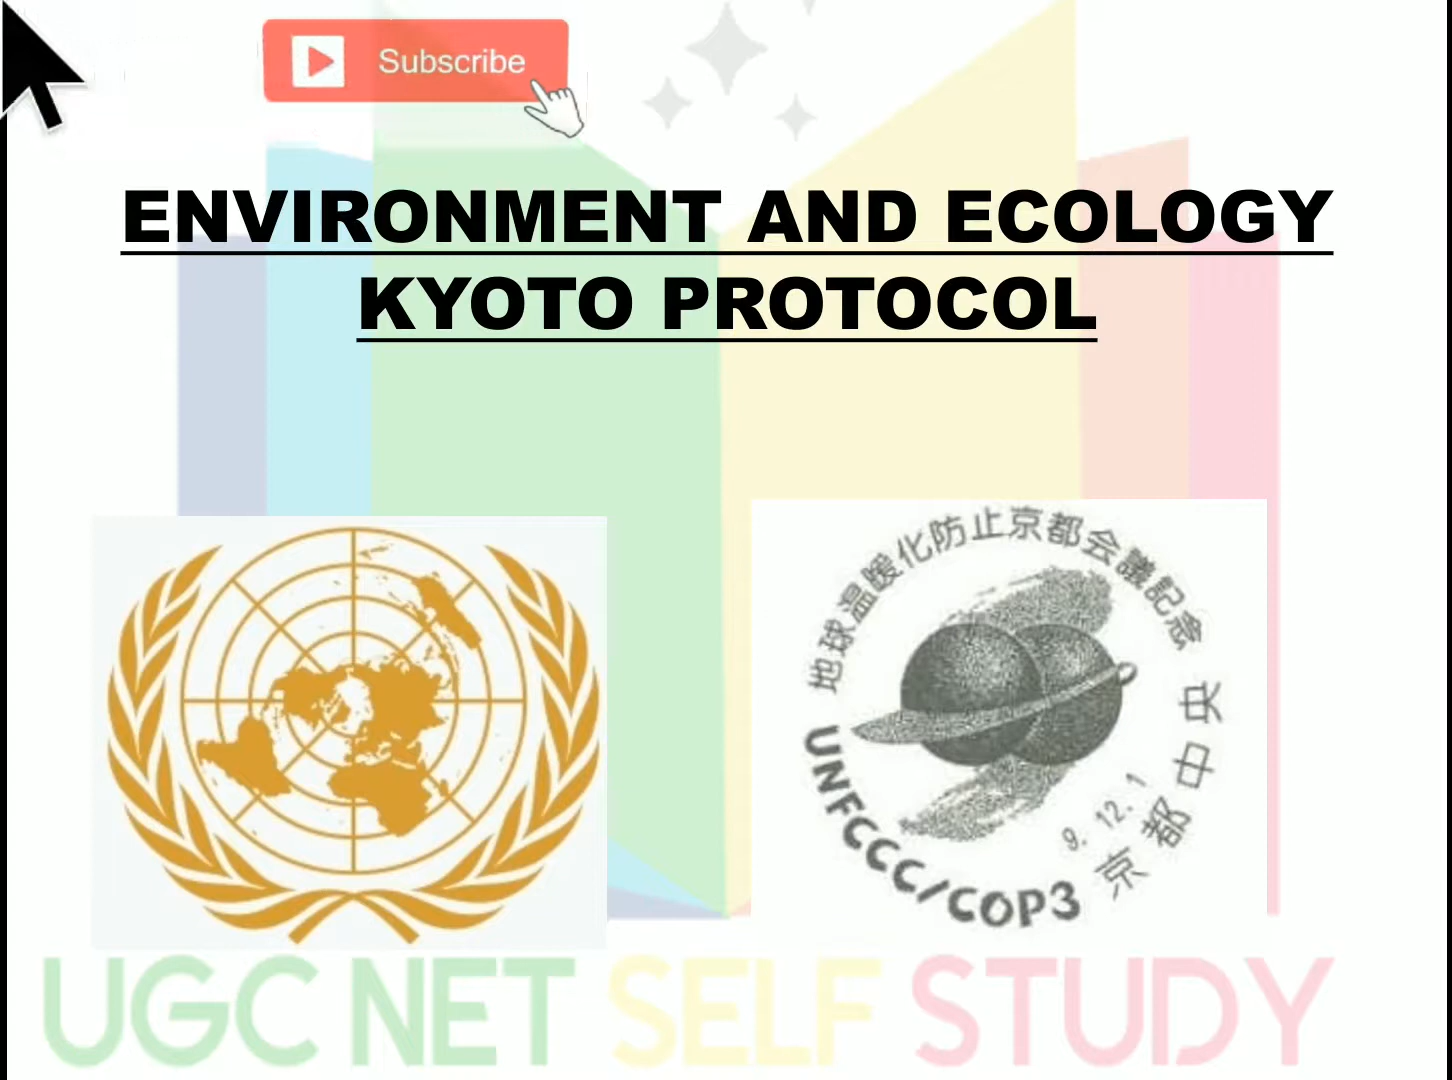 Subscribe
ENVIRONMENT AND ECOLOGY
KYOTO PROTOCOL
地球温暖化防止京都会議記念
京都中央
9.12.1
UNFCCC/COP3
UGC NET SELF STUDY